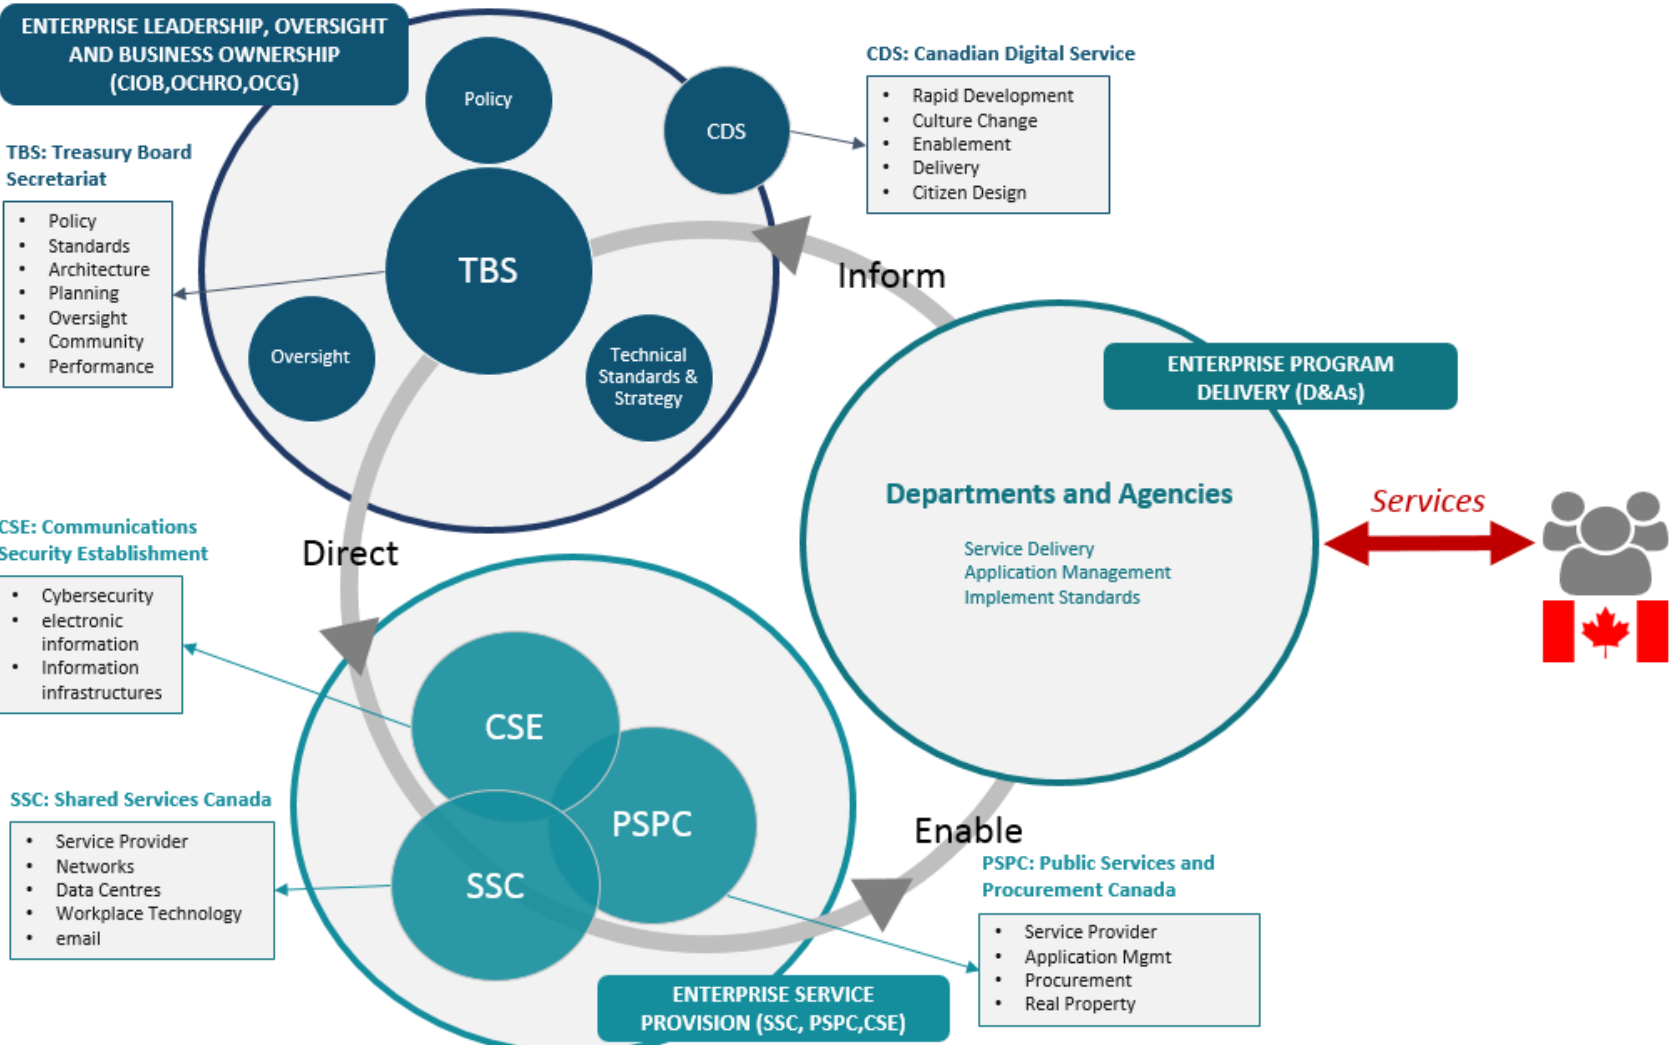 ENTERPRISE LEADERSHIP, OVERSIGHT
AND BUSINESS OWNERSHIP
(CIOB,OCHRO,OCG)
Policy
CDS
CDS: Canadian Digital Service
• Rapid Development
• Culture Change
• Enablement
• Delivery
• Citizen Design
TBS: Treasury Board
Secretariat
• Policy
• Standards
• Architecture
• Planning
• Oversight
• Community
• Performance
TBS
Oversight
Technical
Standards &
Strategy
Inform
ENTERPRISE PROGRAM
DELIVERY (D&As)
Departments and Agencies
Service Delivery
Application Management
Implement Standards
Services
Direct
CSE: Communications
Security Establishment
• Cybersecurity
• electronic
information
• Information
infrastructures
CSE
PSPC
SSC
SSC: Shared Services Canada
• Service Provider
• Networks
• Data Centres
• Workplace Technology
• email
Enable
PSPC: Public Services and
Procurement Canada
• Service Provider
• Application Mgmt
• Procurement
• Real Property
ENTERPRISE SERVICE
PROVISION (SSC, PSPC,CSE)